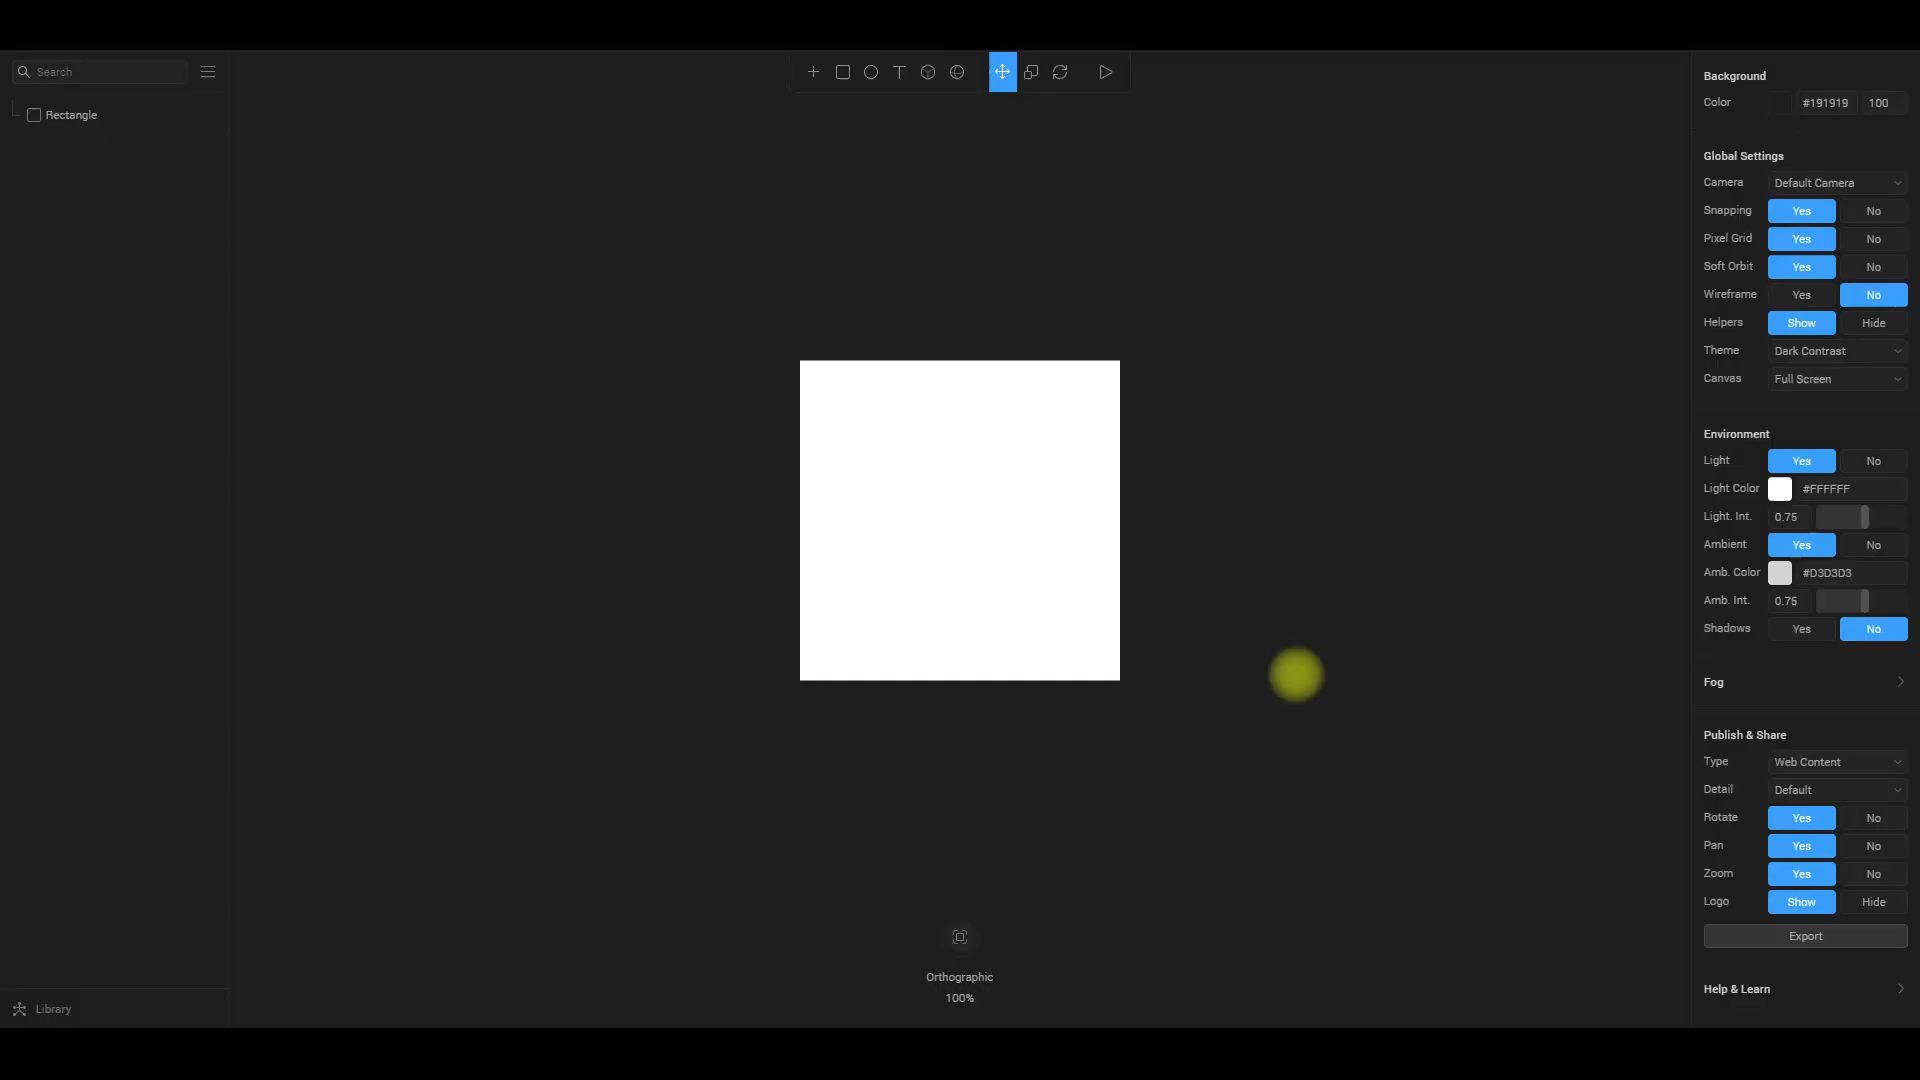 Search
Rectangle
Library
Orthographic
100%
Background
Color #191919 100
Global Settings
Camera Default Camera
Snapping Yes No
Pixel Grid Yes No
Soft Orbit Yes No
Wireframe Yes No
Helpers Show Hide
Theme Dark Contrast
Canvas Full Screen
Environment
Light Yes No
Light Color #FFFFFF
Light. Int. 0.75
Ambient Yes No
Amb. Color #D3D3D3
Amb. Int. 0.75
Shadows Yes No
Fog
Publish & Share
Type Web Content
Detail Default
Rotate Yes No
Pan Yes No
Zoom Yes No
Logo Show Hide
Export
Help & Learn